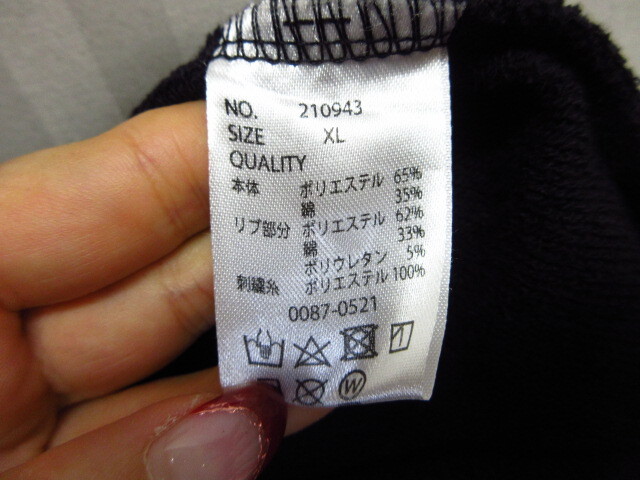 NO. 210943
SIZE XL
QUALITY
本体 ポリエステル 65%
綿 35%
リブ部分 ポリエステル 62%
綿 33%
ポリウレタン 5%
刺繍糸 ポリエステル 100%
0087-0521
W